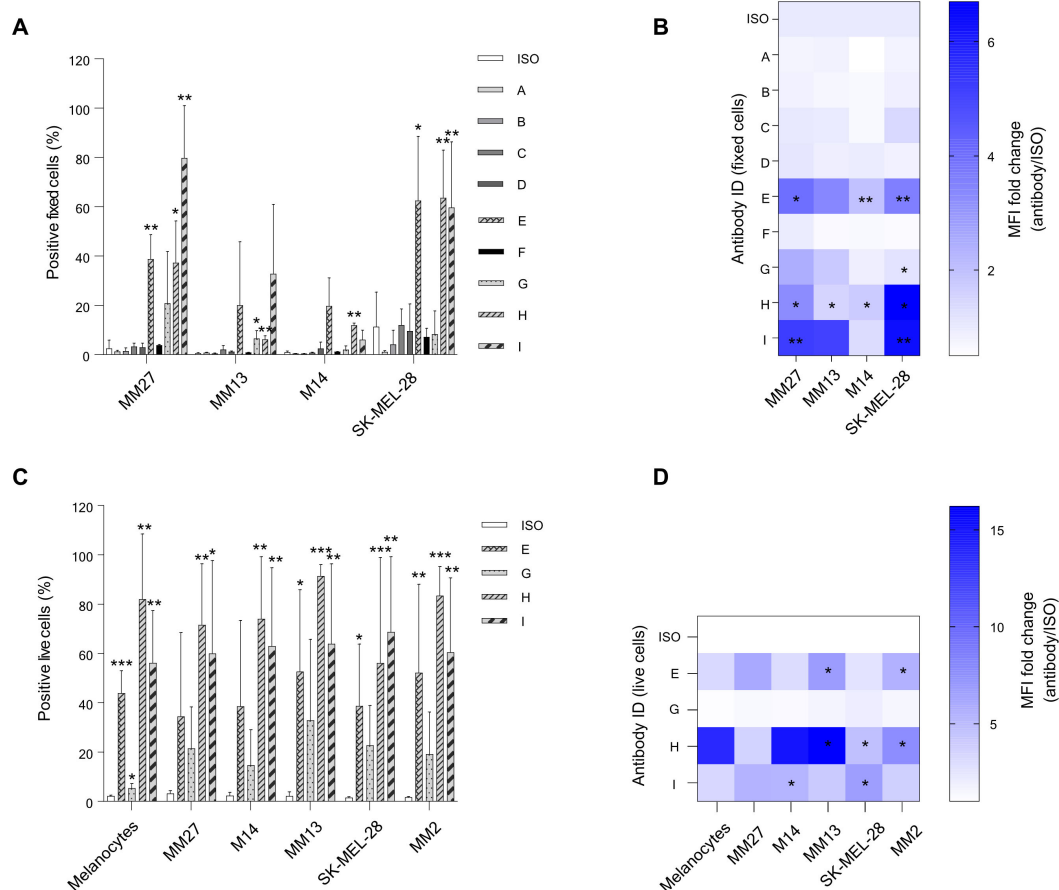 A
Positive fixed cells (%)
120
100
80
60
40
20
0
** * ** * ** ** * ** **
MM27
MM13
M14
SK-MEL-28
ISO
A
B
C
D
E
F
G
H
I
B
Antibody ID (fixed cells)
ISO
A
B
C
D
E * ** **
F
G *
H * * * *
I ** **
MM27
MM13
M14
SK-MEL-28
6
4
2
MFI fold change
(antibody/ISO)
C
Positive live cells (%)
120
100
80
60
40
20
0
*** * ** ** ** * ** ** * *** ** * *** ** ** *** **
Melanocytes
MM27
M14
MM13
SK-MEL-28
MM2
ISO
E
G
H
I
D
Antibody ID (live cells)
ISO
E * *
G
H * * *
I * *
Melanocytes
MM27
M14
MM13
SK-MEL-28
MM2
15
10
5
MFI fold change
(antibody/ISO)